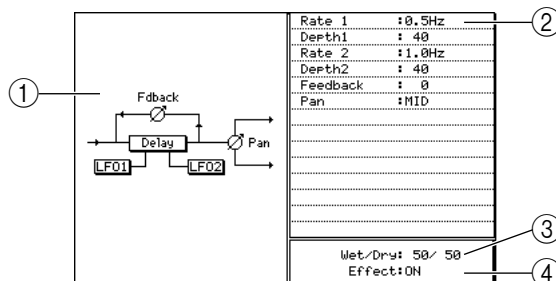 ①
Fdback
Delay
Pan
LFO1
LFO2
Rate 1 :0.5Hz
Depth1 : 40
Rate 2 :1.0Hz
Depth2 : 40
Feedback : 0
Pan :MID
②
Wet/Dry: 50/ 50
Effect:ON
③
④